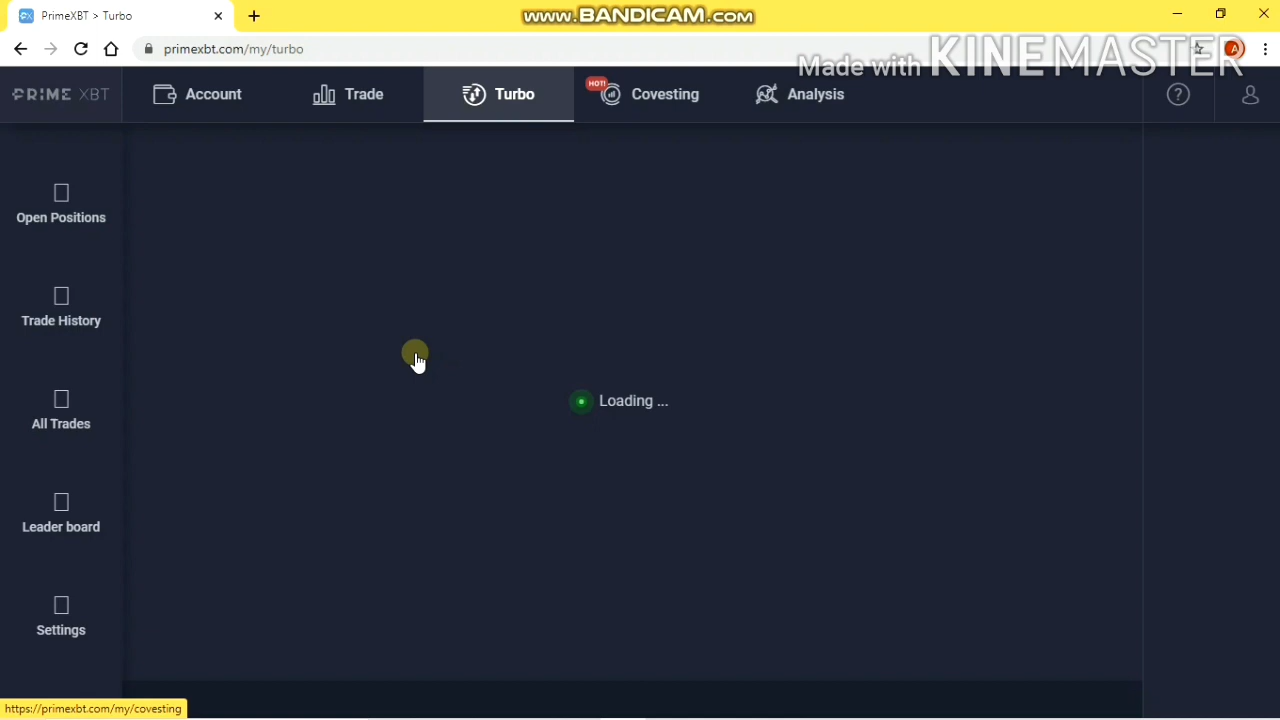 PrimeXBT > Turbo
www.BANDICAM.com
primexbt.com/my/turbo
Made with KINEMASTER
PRIME XBT
Account
Trade
Turbo
HOT!
Covesting
Analysis
?
Open Positions
Trade History
All Trades
Leader board
Settings
Loading ...
A
https://primexbt.com/my/covesting